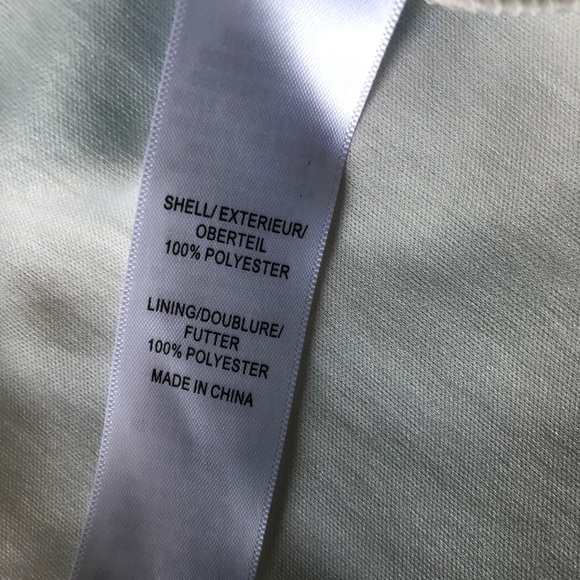 SHELL/ EXTERIEUR/
OBERTEIL
100% POLYESTER
LINING/DOUBLURE/
FUTTER
100% POLYESTER
MADE IN CHINA